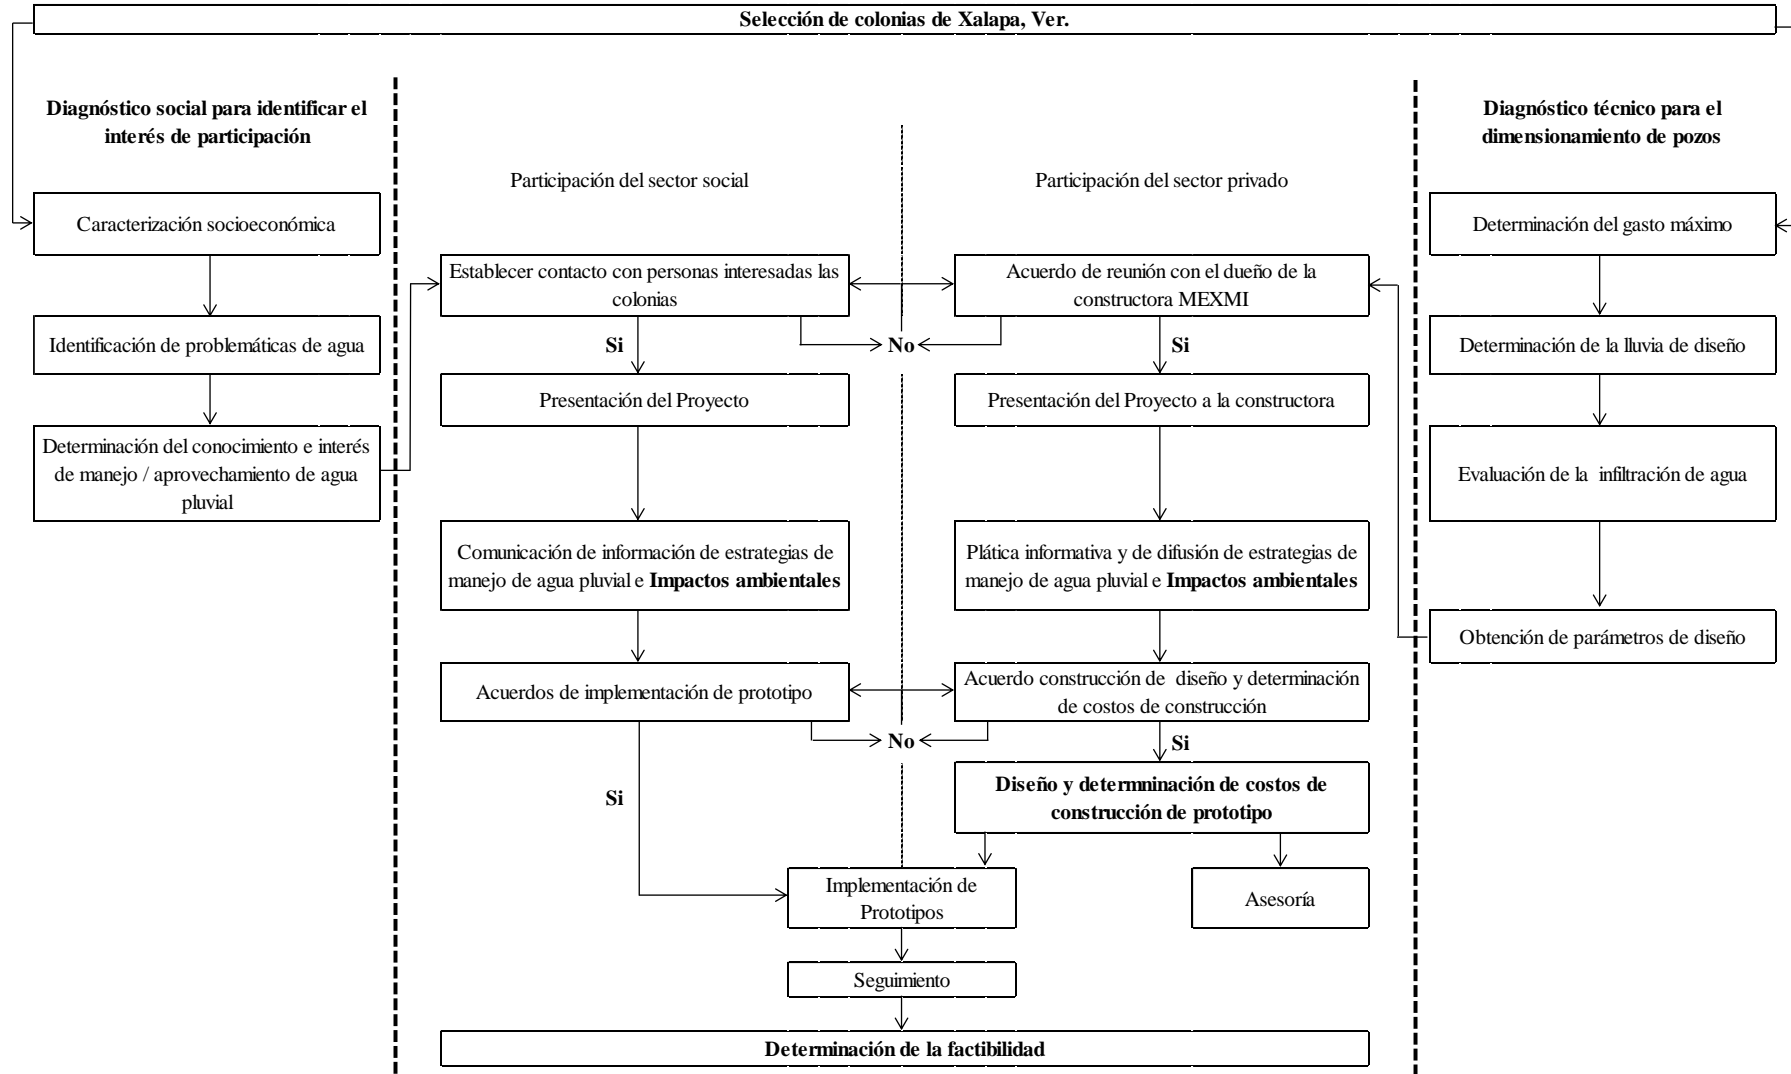 Selección de colonias de Xalapa, Ver.
Diagnóstico social para identificar el
interés de participación
Diagnóstico técnico para el
dimensionamiento de pozos
Participación del sector social
Participación del sector privado
Caracterización socioeconómica
Determinación del gasto máximo
Establecer contacto con personas interesadas las
colonias
Acuerdo de reunión con el dueño de la
constructora MEXMI
Identificación de problemáticas de agua
Si
No
Si
Determinación de la lluvia de diseño
Presentación del Proyecto
Presentación del Proyecto a la constructora
Determinación del conocimiento e interés
de manejo / aprovechamiento de agua
pluvial
Evaluación de la infiltración de agua
Comunicación de información de estrategias de
manejo de agua pluvial e Impactos ambientales
Plática informativa y de difusión de estrategias de
manejo de agua pluvial e Impactos ambientales
Obtención de parámetros de diseño
Acuerdos de implementación de prototipo
Acuerdo construcción de diseño y determinación
de costos de construcción
No
Si
Si
Diseño y determninación de costos de
construcción de prototipo
Implementación de
Prototipos
Asesoría
Seguimiento
Determinación de la factibilidad